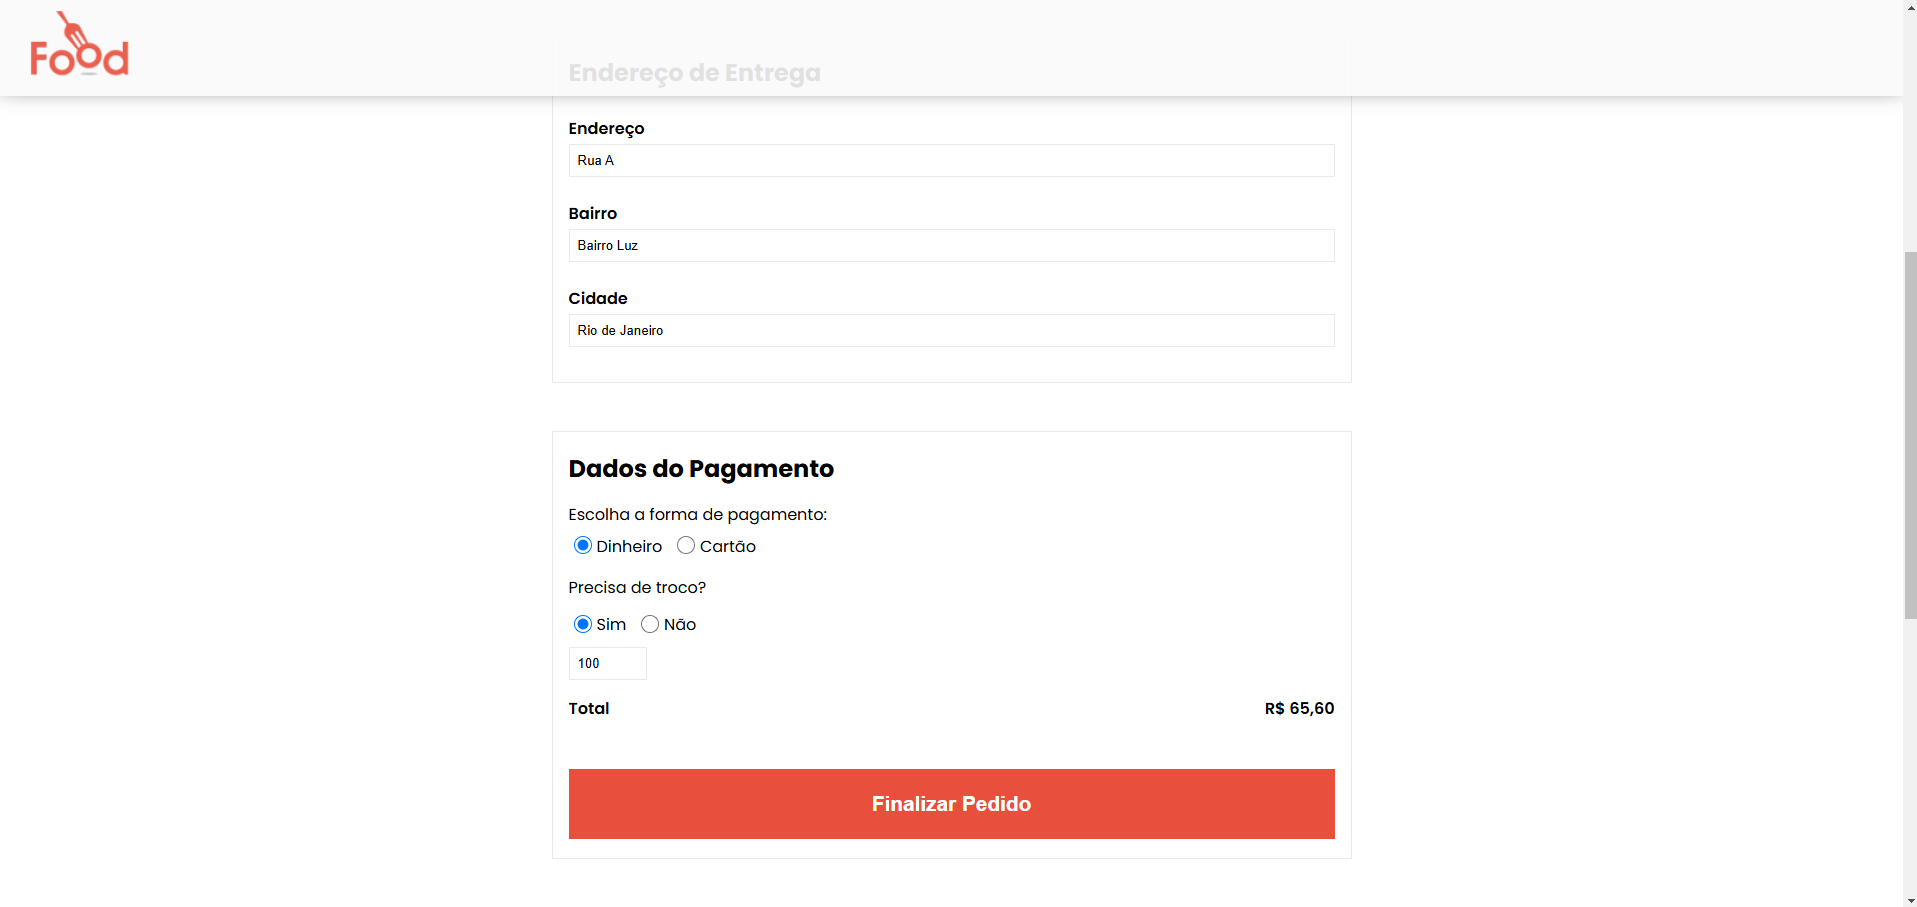 Food
Endereço de Entrega
Endereço
Rua A
Bairro
Bairro Luz
Cidade
Rio de Janeiro
Dados do Pagamento
Escolha a forma de pagamento:
Dinheiro Cartão
Precisa de troco?
Sim Não
100
Total R$ 65,60
Finalizar Pedido